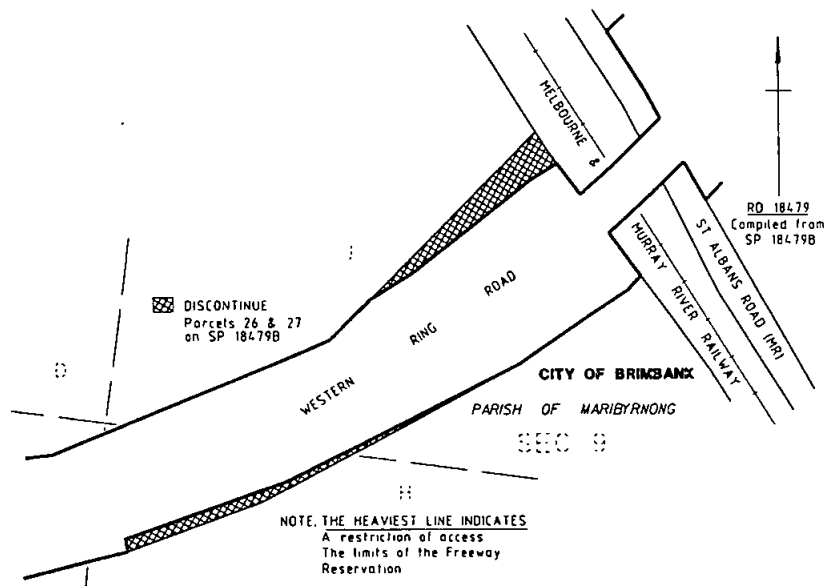 MELBOURNE &
RD 18479
Compiled from
SP 18479B
ST ALBANS ROAD (MR)
MURRAY RIVER RAILWAY
I
DISCONTINUE
Parcels 26 & 27
on SP 18479B
WESTERN RING ROAD
D
CITY OF BRIMBANK
PARISH OF MARIBYRNONG
SEC 9
H
NOTE. THE HEAVIEST LINE INDICATES
A restriction of access
The limits of the Freeway
Reservation